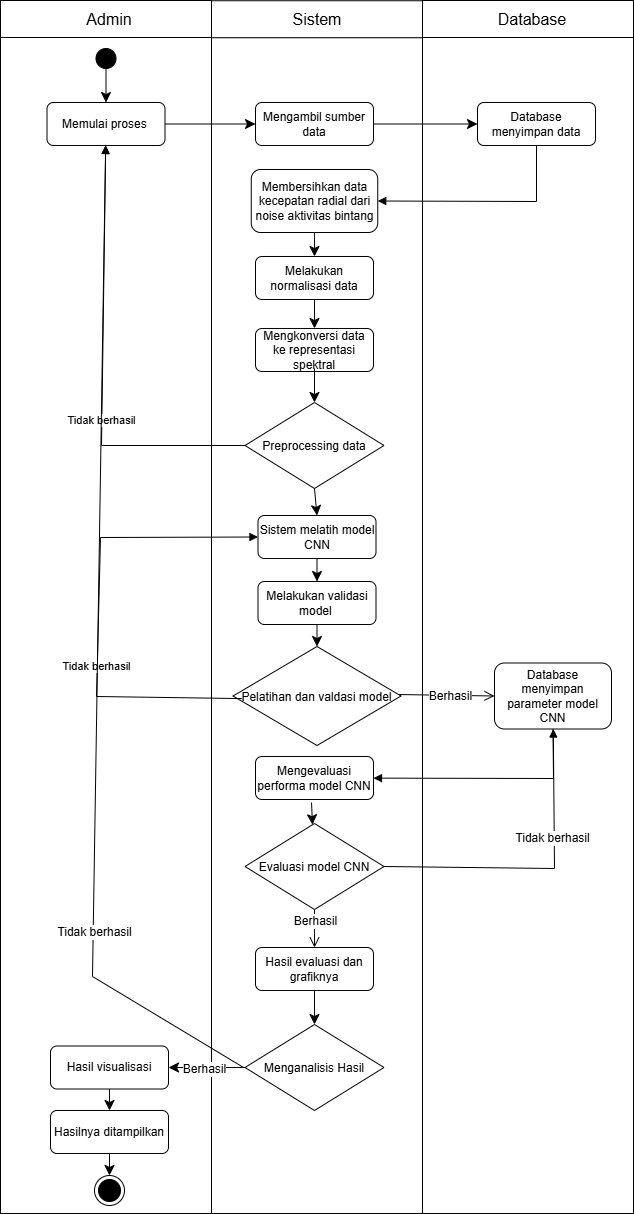 Admin
Sistem
Database
Memulai proses
Mengambil sumber
data
Database
menyimpan data
Membersihkan data
kecepatan radial dari
noise aktivitas bintang
Melakukan
normalisasi data
Mengkonversi data
ke representasi
spektral
Tidak berhasil
Preprocessing data
Sistem melatih model
CNN
Melakukan validasi
model
Tidak berhasil
Pelatihan dan valdasi model
Berhasil
Database
menyimpan
parameter model
CNN
Mengevaluasi
performa model CNN
Tidak berhasil
Evaluasi model CNN
Berhasil
Tidak berhasil
Hasil evaluasi dan
grafiknya
Hasil visualisasi
Berhasil
Menganalisis Hasil
Hasilnya ditampilkan